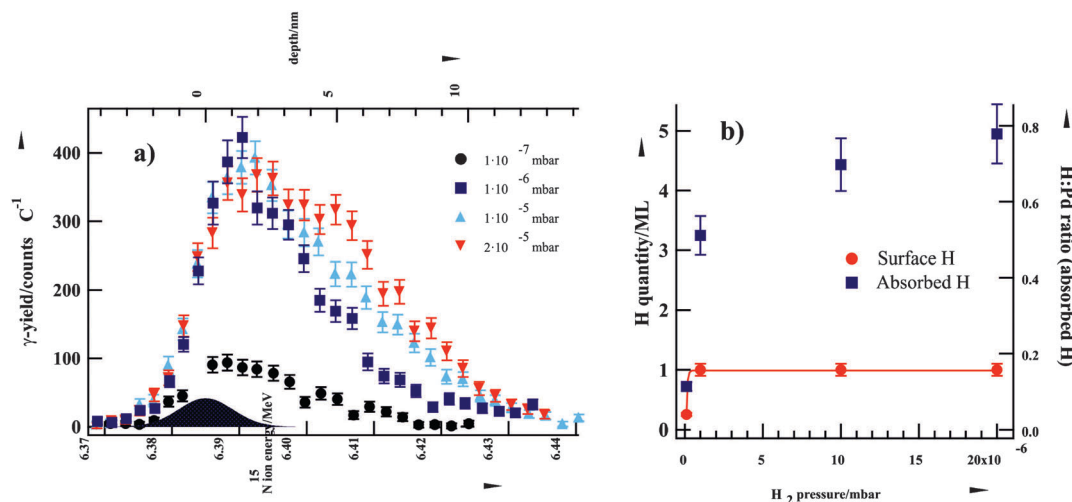 depth/nm
0
5
10
a)
400
300
200
100
0
γ-yield/counts C⁻¹
1·10 -7 mbar
1·10 -6 mbar
1·10 -5 mbar
2·10 -5 mbar
6.37
6.38
6.39
6.40
6.41
6.42
6.43
6.44
15
N ion energy/MeV
b)
5
4
3
2
1
0
H quantity/ML
Surface H
Absorbed H
0.8
0.6
0.4
0.2
0.0
H:Pd ratio (absorbed H)
0 5 10 15 20x10 -6
H 2 pressure/mbar